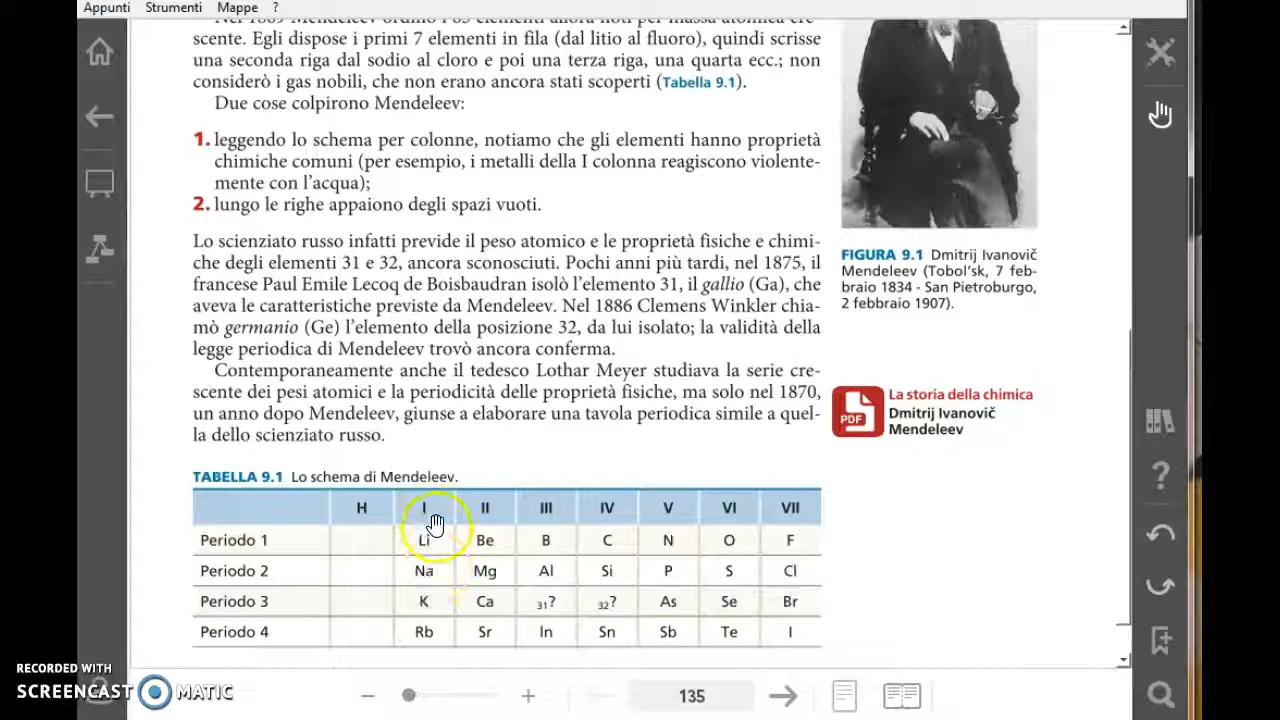 Appunti Strumenti Mappe ?
Nel 1869 Mendeleev ordinò i 63 elementi allora noti per massa atomica cre-
scente. Egli dispose i primi 7 elementi in fila (dal litio al fluoro), quindi scrisse
una seconda riga dal sodio al cloro e poi una terza riga, una quarta ecc.; non
considerò i gas nobili, che non erano ancora stati scoperti (Tabella 9.1).
Due cose colpirono Mendeleev:
1. leggendo lo schema per colonne, notiamo che gli elementi hanno proprietà
chimiche comuni (per esempio, i metalli della I colonna reagiscono violente-
mente con l'acqua);
2. lungo le righe appaiono degli spazi vuoti.
Lo scienziato russo infatti previde il peso atomico e le proprietà fisiche e chimi-
che degli elementi 31 e 32, ancora sconosciuti. Pochi anni più tardi, nel 1875, il
francese Paul Emile Lecoq de Boisbaudran isolò l'elemento 31, il gallio (Ga), che
aveva le caratteristiche previste da Mendeleev. Nel 1886 Clemens Winkler chia-
mò germanio (Ge) l'elemento della posizione 32, da lui isolato; la validità della
legge periodica di Mendeleev trovò ancora conferma.
Contemporaneamente anche il tedesco Lothar Meyer studiava la serie cre-
scente dei pesi atomici e la periodicità delle proprietà fisiche, ma solo nel 1870,
un anno dopo Mendeleev, giunse a elaborare una tavola periodica simile a quel-
la dello scienziato russo.
FIGURA 9.1 Dmitrij Ivanovič
Mendeleev (Tobol'sk, 7 feb-
braio 1834 - San Pietroburgo,
2 febbraio 1907).
PDF
La storia della chimica
Dmitrij Ivanovič
Mendeleev
TABELLA 9.1 Lo schema di Mendeleev.
H I II III IV V VI VII
Periodo 1 Li Be B C N O F
Periodo 2 Na Mg Al Si P S Cl
Periodo 3 K Ca 31? 32? As Se Br
Periodo 4 Rb Sr In Sn Sb Te I
135
RECORDED WITH
SCREENCAST MATIC